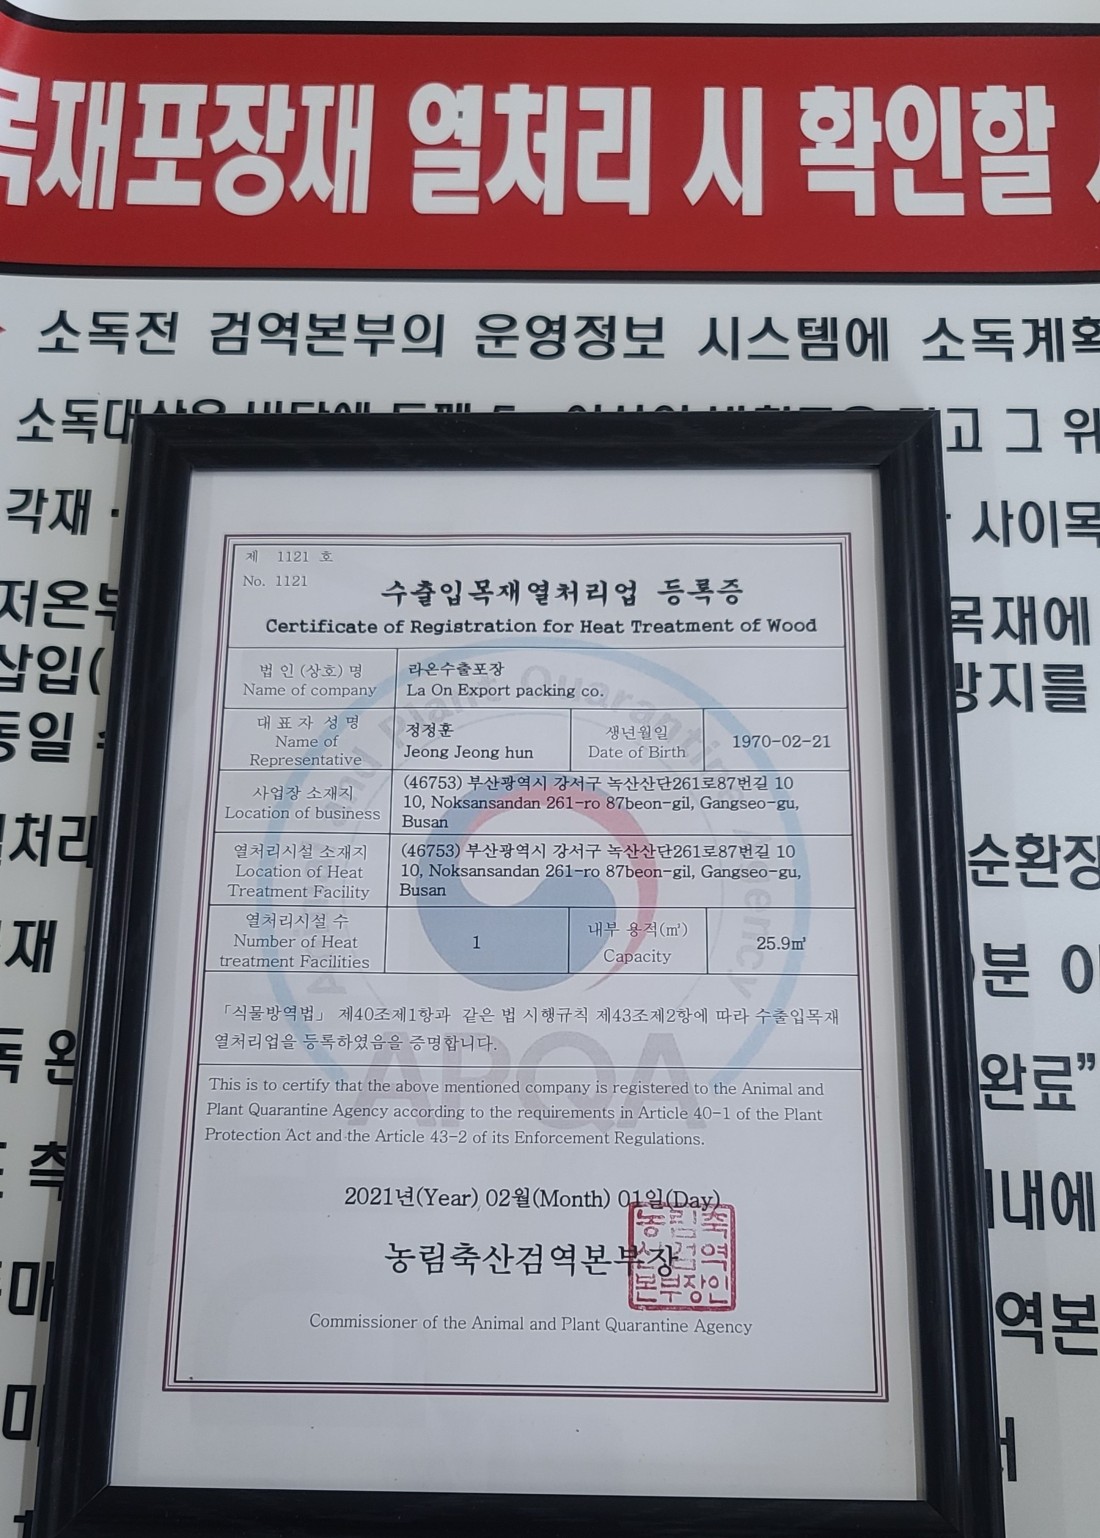 목재포장재 열처리 시 확인할
소독전 검역본부의 운영정보 시스템에 소독계획
고 그 위
각재
사이목
목재에
삽입(
방지를
동일
순환장
분 이
완료”
내에
역본
제 1121 호
No. 1121
수출입목재열처리업 등록증
Certificate of Registration for Heat Treatment of Wood
법 인 (상호) 명
Name of company
라온수출포장
La On Export packing co.
대 표 자 성 명
Name of
Representative
정정훈
Jeong Jeong hun
생년월일
Date of Birth
1970-02-21
사업장 소재지
Location of business
(46753) 부산광역시 강서구 녹산산단261로87번길 10
10, Noksansandan 261-ro 87beon-gil, Gangseo-gu,
Busan
열처리시설 소재지
Location of Heat
Treatment Facility
(46753) 부산광역시 강서구 녹산산단261로87번길 10
10, Noksansandan 261-ro 87beon-gil, Gangseo-gu,
Busan
열처리시설 수
Number of Heat
treatment Facilities
1
내부 용적(㎥)
Capacity
25.9㎥
「식물방역법」 제40조제1항과 같은 법 시행규칙 제43조제2항에 따라 수출입목재
열처리업을 등록하였음을 증명합니다.
APQA
This is to certify that the above mentioned company is registered to the Animal and
Plant Quarantine Agency according to the requirements in Article 40-1 of the Plant
Protection Act and the Article 43-2 of its Enforcement Regulations.
2021년(Year) 02월(Month) 01일(Day)
농림축산검역본부장
농림축
산검역
본부장인
Commissioner of the Animal and Plant Quarantine Agency